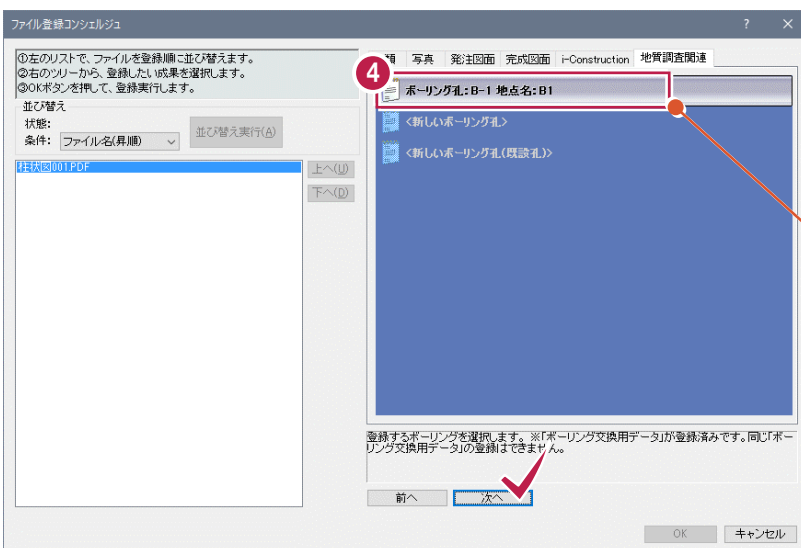 ファイル登録コンシェルジュ
?
①左のリストで、ファイルを登録順に並び替えます。
②右のツリーから、登録したい成果を選択します。
③OKボタンを押して、登録実行します。
並び替え
状態:
条件: ファイル名(昇順)
並び替え実行(A)
柱状図001.PDF
上へ(U)
下へ(D)
写真 発注図面 完成図面 i-Construction 地質調査関連
4
ボーリング孔:B-1 地点名:B1
<新しいボーリング孔>
<新しいボーリング孔(既設孔)>
登録するボーリングを選択します。※「ボーリング交換用データ」が登録済みです。同じ「ボー
リング交換用データ」の登録はできません。
前へ
次へ
OK
キャンセル